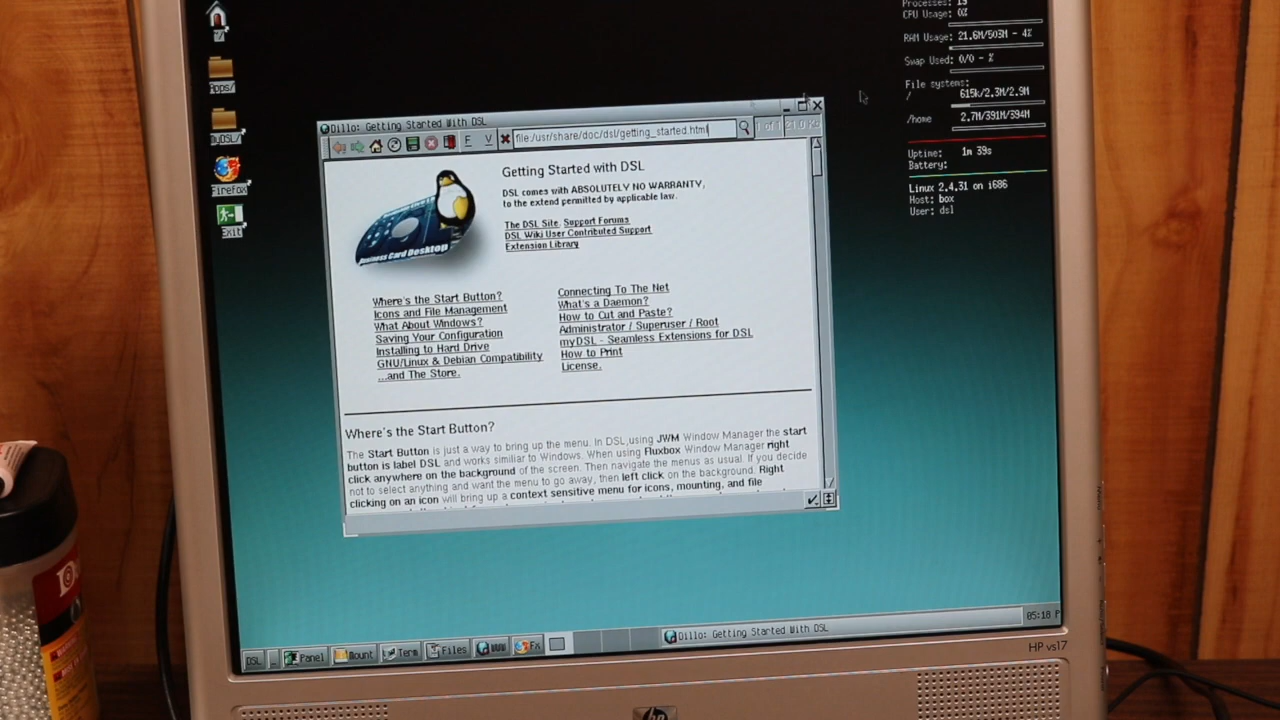 Processes: 15
CPU Usage: 0%
RAM Usage: 21.6M/503M - 4%
Swap Used: 0/0 - %
File systems:
/ 615k/2.3M/2.9M
/home 2.7M/391M/394M
Uptime: 1m 39s
Battery:
Linux 2.4.31 on i686
Host: box
User: dsl
~/
Apps/
MyDSL/
Firefox
Exit
Dillo: Getting Started With DSL
file:/usr/share/doc/dsl/getting_started.html
1 of 1
Getting Started with DSL
DSL comes with ABSOLUTELY NO WARRANTY,
to the extend permitted by applicable law.
The DSL Site, Support Forums
DSL Wiki User Contributed Support
Extension Library
Business Card Desktop
Where's the Start Button?
Icons and File Management
What About Windows?
Saving Your Configuration
Installing to Hard Drive
GNU/Linux & Debian Compatibility
...and The Store.
Connecting To The Net
What's a Daemon?
How to Cut and Paste?
Administrator / Superuser / Root
myDSL - Seamless Extensions for DSL
How to Print
License.
Where's the Start Button?
The Start Button is just a way to bring up the menu. In DSL,using JWM Window Manager the start
button is label DSL and works similiar to Windows. When using Fluxbox Window Manager right
click anywhere on the background of the screen. Then navigate the menus as usual. If you decide
not to select anything and want the menu to go away, then left click on the background. Right
clicking on an icon will bring up a context sensitive menu for icons, mounting, and file
DSL
Panel
Mount
Term
Files
WWW
Fx
Dillo: Getting Started With DSL
05:18 P
HP vs17
hp